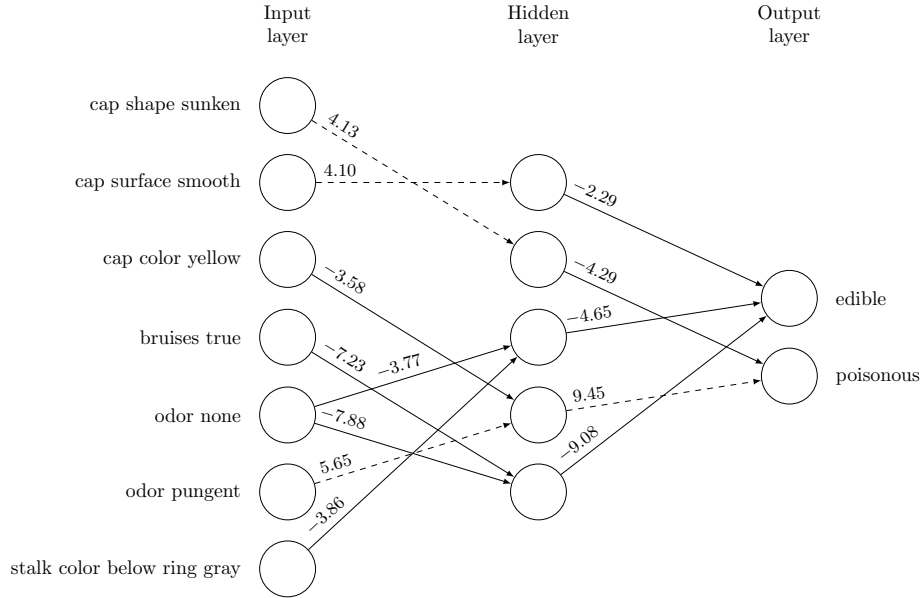 Input
layer
Hidden
layer
Output
layer
cap shape sunken
4.13
cap surface smooth
4.10
−2.29
cap color yellow
−3.58
−4.29
edible
bruises true
−7.23
−3.77
−4.65
poisonous
odor none
−7.88
9.45
odor pungent
5.65
−9.08
−3.86
stalk color below ring gray